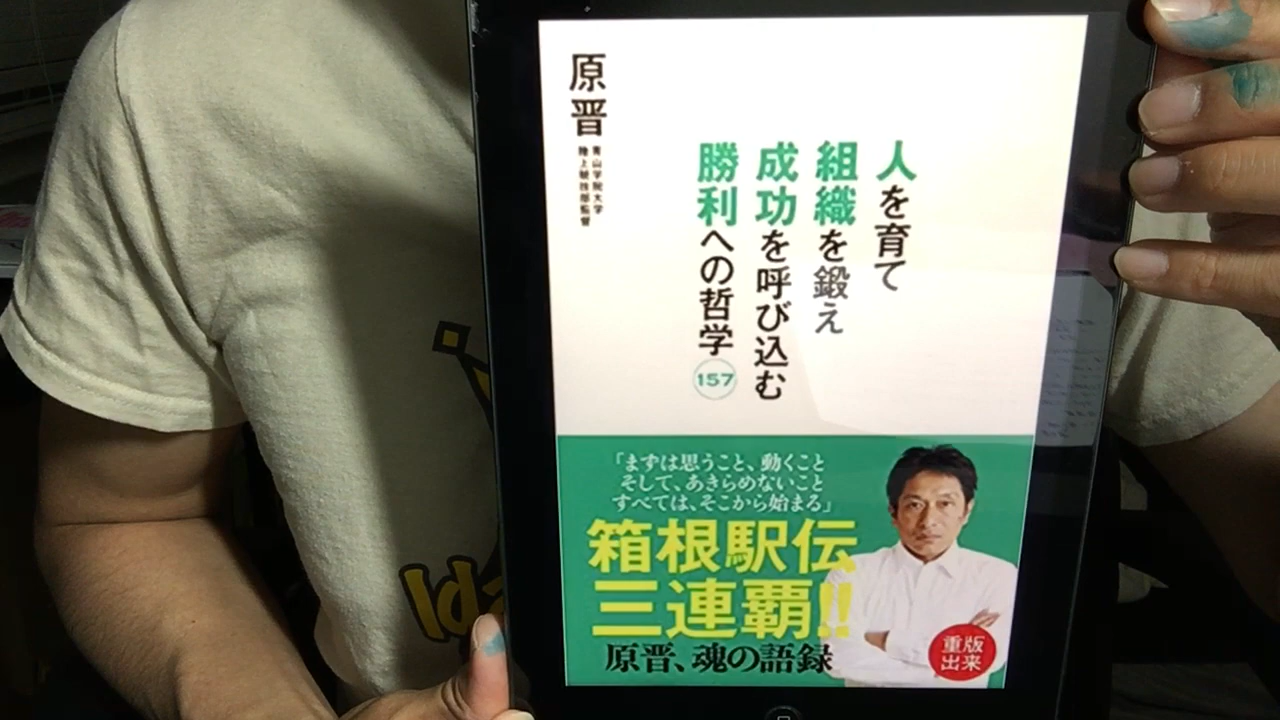 人を育て
組織を鍛え
成功を呼び込む
勝利への哲学157
原晋
青山学院大学
陸上競技部監督
「まずは思うこと、動くこと
そして、あきらめないこと
すべては、そこから始まる」
箱根駅伝
三連覇!!
原晋、魂の語録
重版
出来